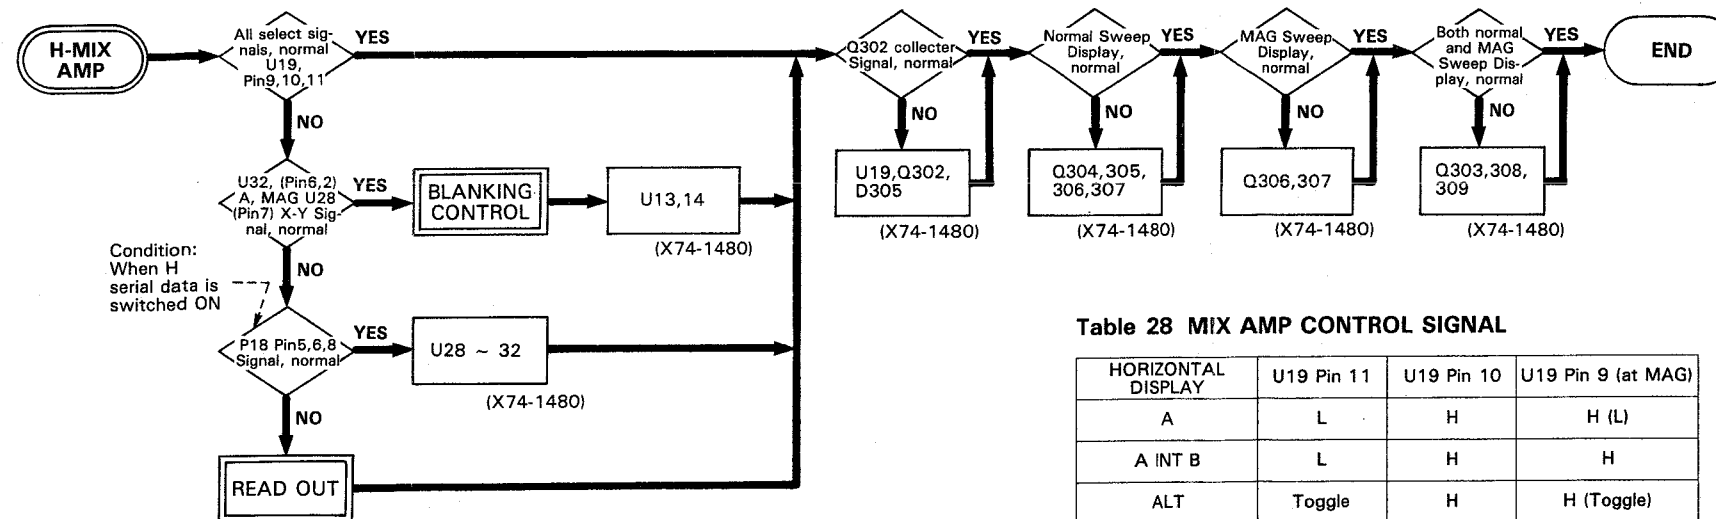 H-MIX
AMP
All select sig-
nals, normal
U19,
Pin9,10,11
YES
NO
U32, (Pin6,2)
A, MAG U28
(Pin7) X-Y Sig-
nal, normal
YES
BLANKING
CONTROL
U13,14
(X74-1480)
NO
Condition:
When H
serial data is
switched ON
P18 Pin5,6,8
Signal, normal
YES
U28 ~ 32
(X74-1480)
NO
READ OUT
Q302 collecter
Signal, normal
YES
NO
U19,Q302,
D305
(X74-1480)
Normal Sweep
Display,
normal
YES
NO
Q304,305,
306,307
(X74-1480)
MAG Sweep
Display,
normal
YES
NO
Q306,307
(X74-1480)
Both normal
and MAG
Sweep Dis-
play, normal
YES
NO
Q303,308,
309
(X74-1480)
END
Table 28 MIX AMP CONTROL SIGNAL
HORIZONTAL
DISPLAY
U19 Pin 11
U19 Pin 10
U19 Pin 9 (at MAG)
A
L
H
H (L)
A INT B
L
H
H
ALT
Toggle
H
H (Toggle)